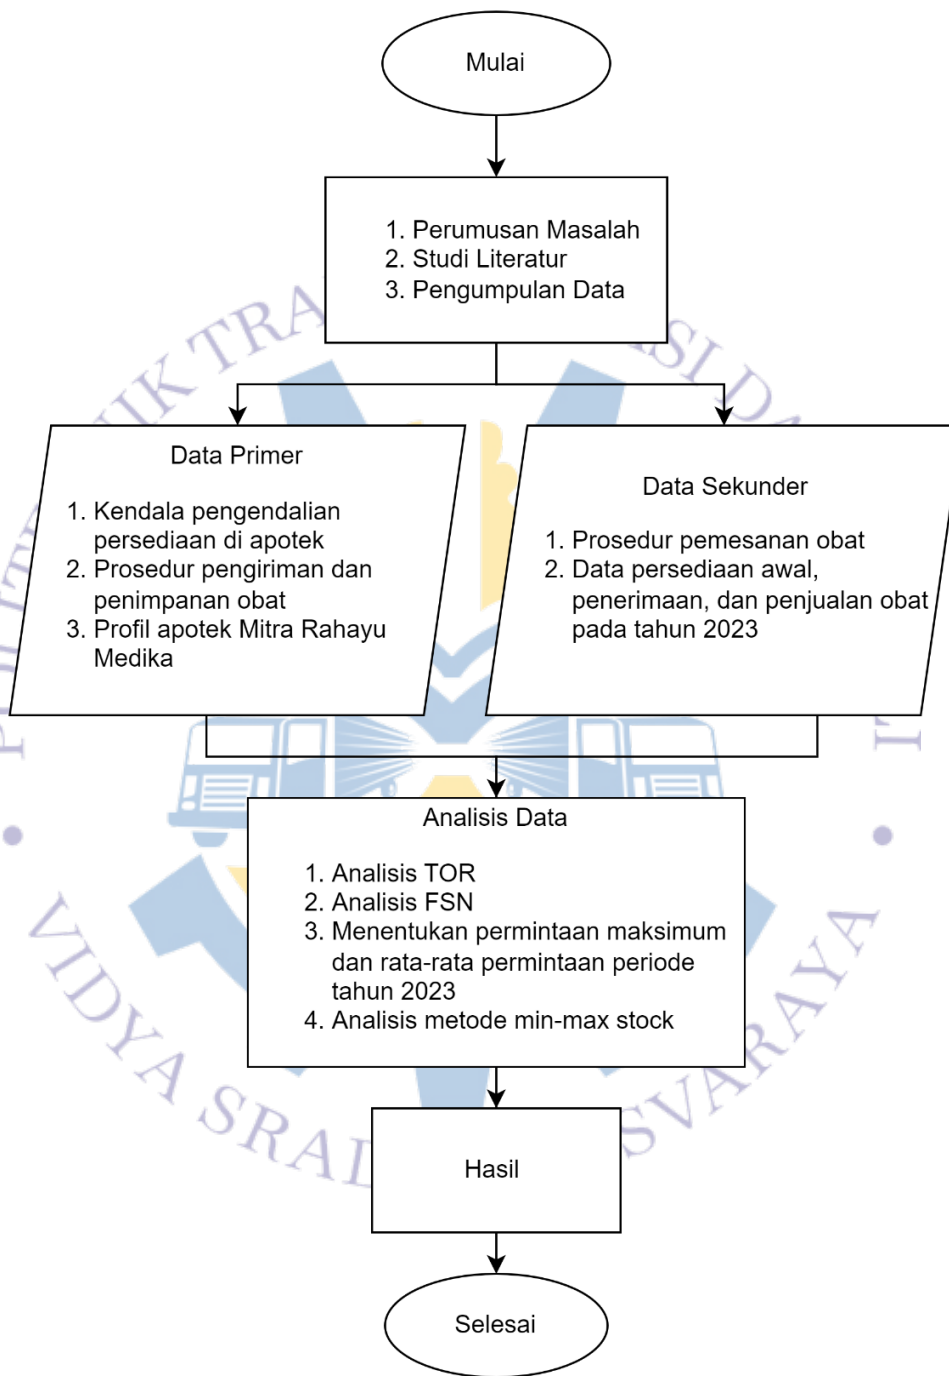 Mulai
1. Perumusan Masalah
2. Studi Literatur
3. Pengumpulan Data
Data Primer
1. Kendala pengendalian
persediaan di apotek
2. Prosedur pengiriman dan
penimpanan obat
3. Profil apotek Mitra Rahayu
Medika
Data Sekunder
1. Prosedur pemesanan obat
2. Data persediaan awal,
penerimaan, dan penjualan obat
pada tahun 2023
Analisis Data
1. Analisis TOR
2. Analisis FSN
3. Menentukan permintaan maksimum
dan rata-rata permintaan periode
tahun 2023
4. Analisis metode min-max stock
Hasil
Selesai
VIDYA